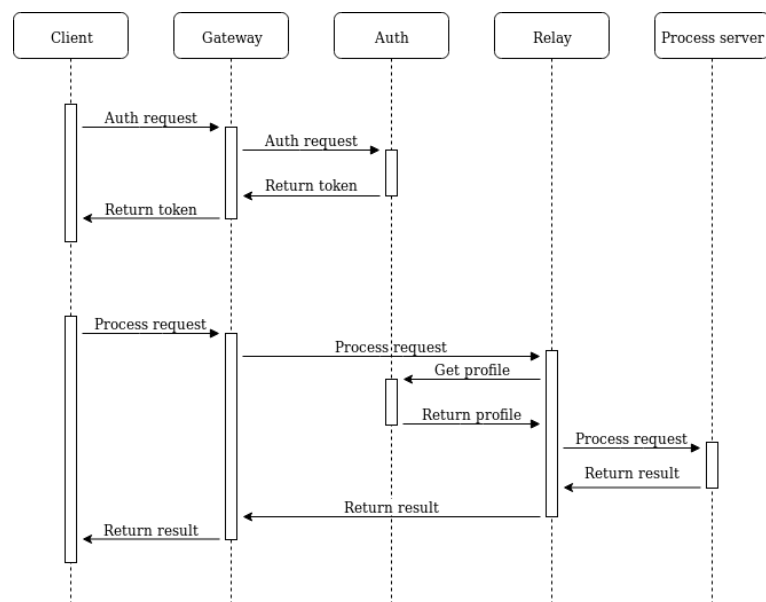 Client
Gateway
Auth
Relay
Process server
Auth request
Auth request
Return token
Return token
Process request
Process request
Get profile
Return profile
Process request
Return result
Return result
Return result